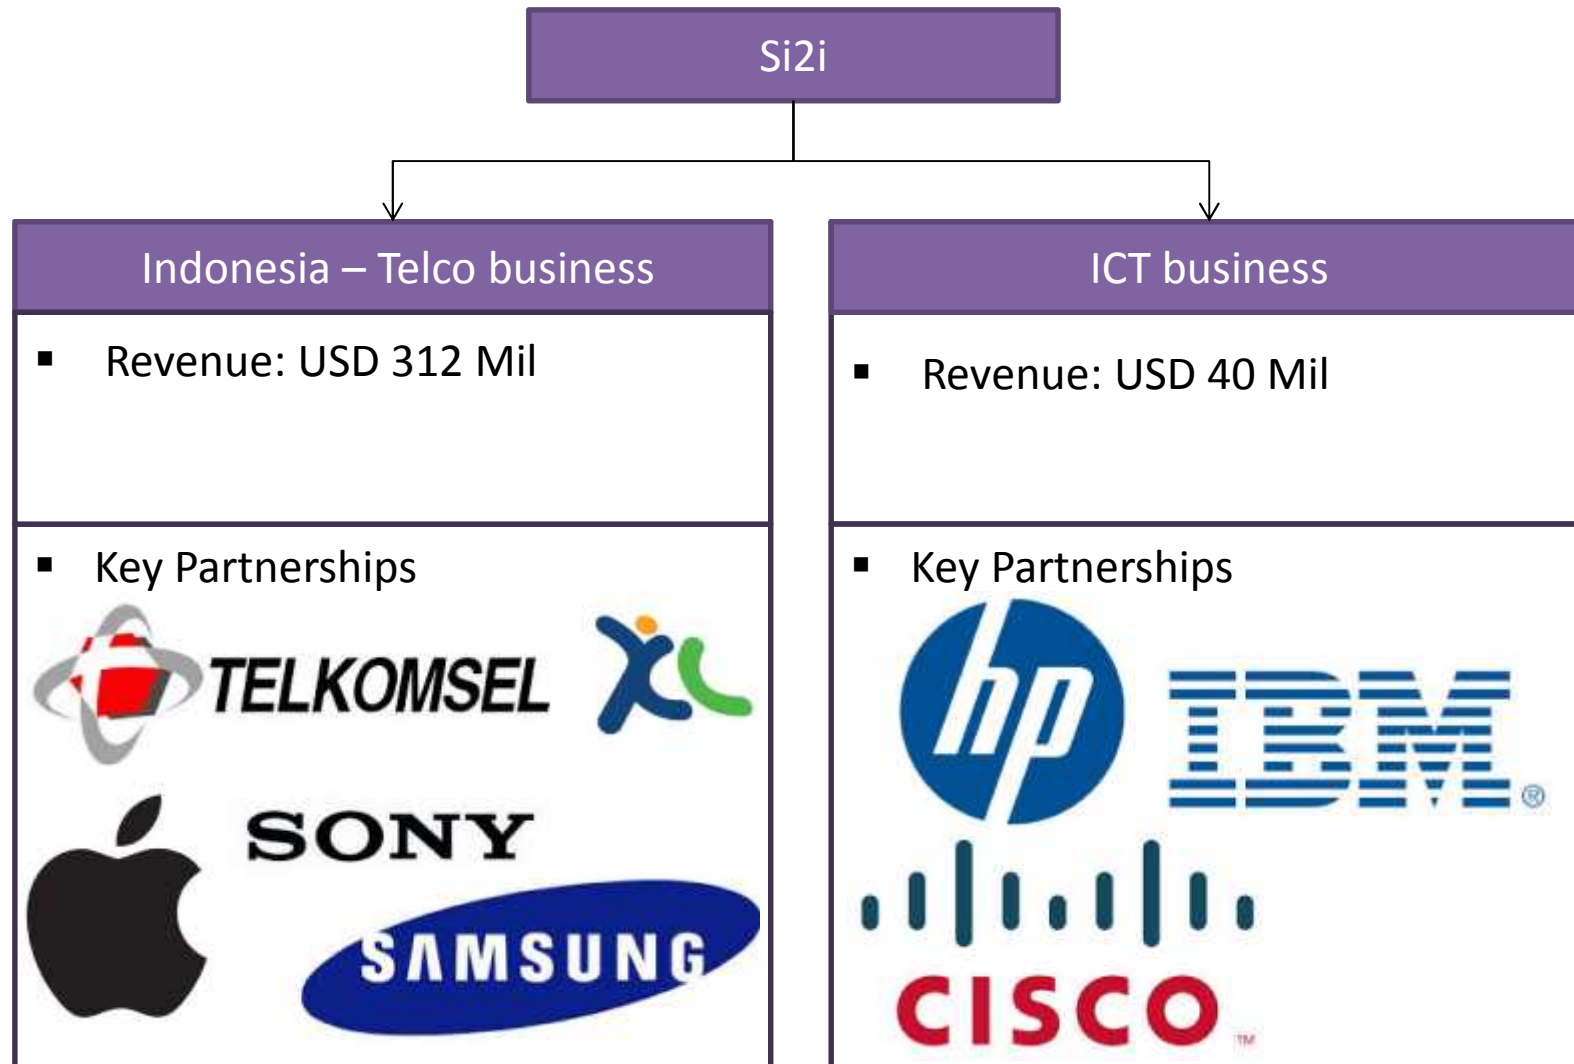 Si2i
Indonesia – Telco business
▪ Revenue: USD 312 Mil
▪ Key Partnerships
TELKOMSEL
XL
SONY
SAMSUNG
ICT business
▪ Revenue: USD 40 Mil
▪ Key Partnerships
hp
IBM®
CISCO™